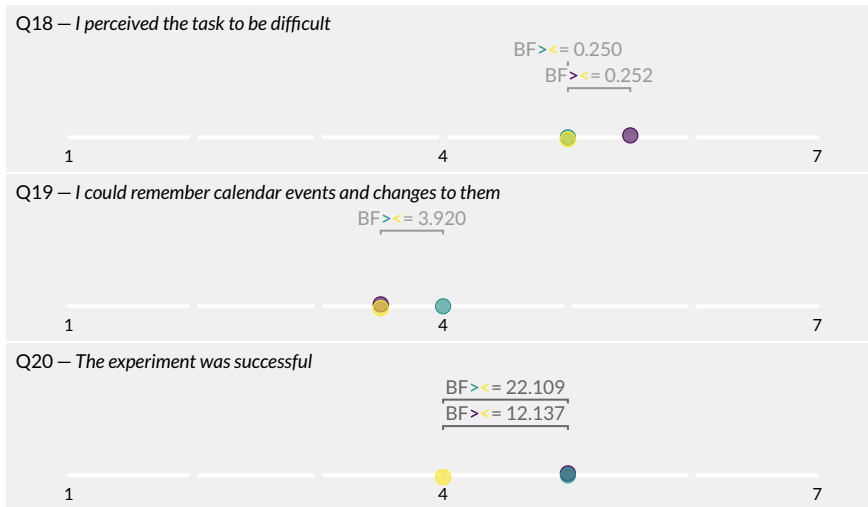 Q18 — I perceived the task to be difficult
BF><= 0.250
BF><= 0.252
1 4 7
Q19 — I could remember calendar events and changes to them
BF><= 3.920
1 4 7
Q20 — The experiment was successful
BF><= 22.109
BF><= 12.137
1 4 7